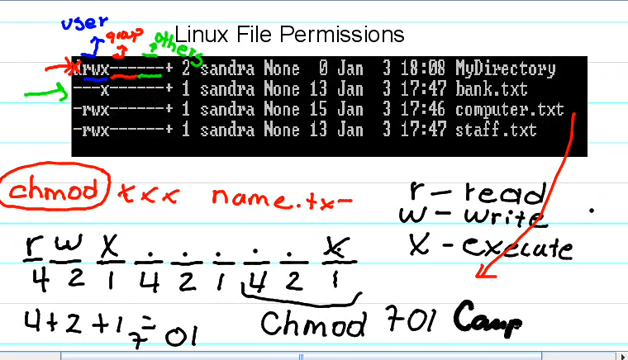 user
group
others
Linux File Permissions
drwx------+ 2 sandra None 0 Jan 3 18:08 MyDirectory
---x------+ 1 sandra None 13 Jan 3 17:47 bank.txt
-rwx------+ 1 sandra None 15 Jan 3 17:46 computer.txt
-rwx------+ 1 sandra None 13 Jan 3 17:47 staff.txt
chmod xxx name.tx
r - read
w - write
x - execute
r w x . . . . . x
4 2 1 4 2 1 4 2 1
4+2+1=7 01
Chmod 701 Comp